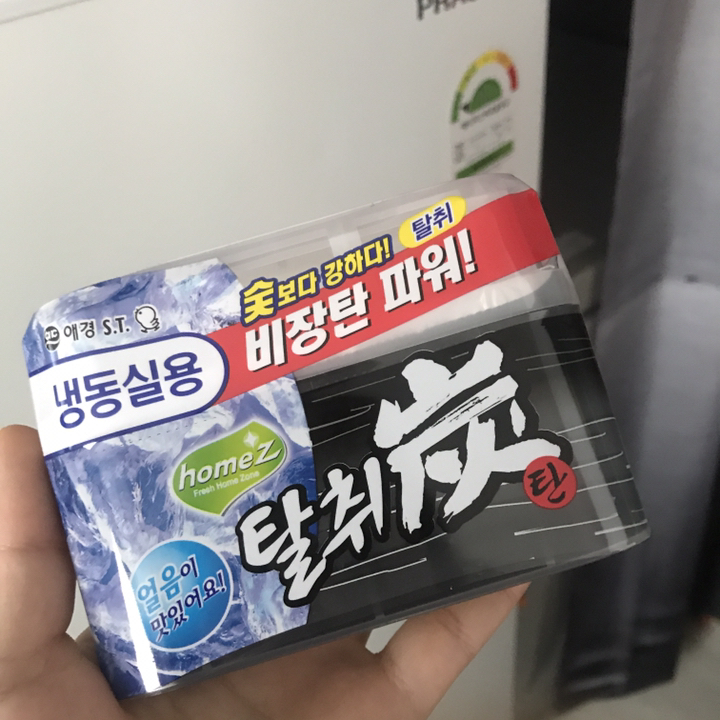 애경 S.T.
숯보다 강하다!
탈취
비장탄 파워!
냉동실용
homeZ
Fresh Home Zone
탈취炭
탄
얼음이
맛있어요!